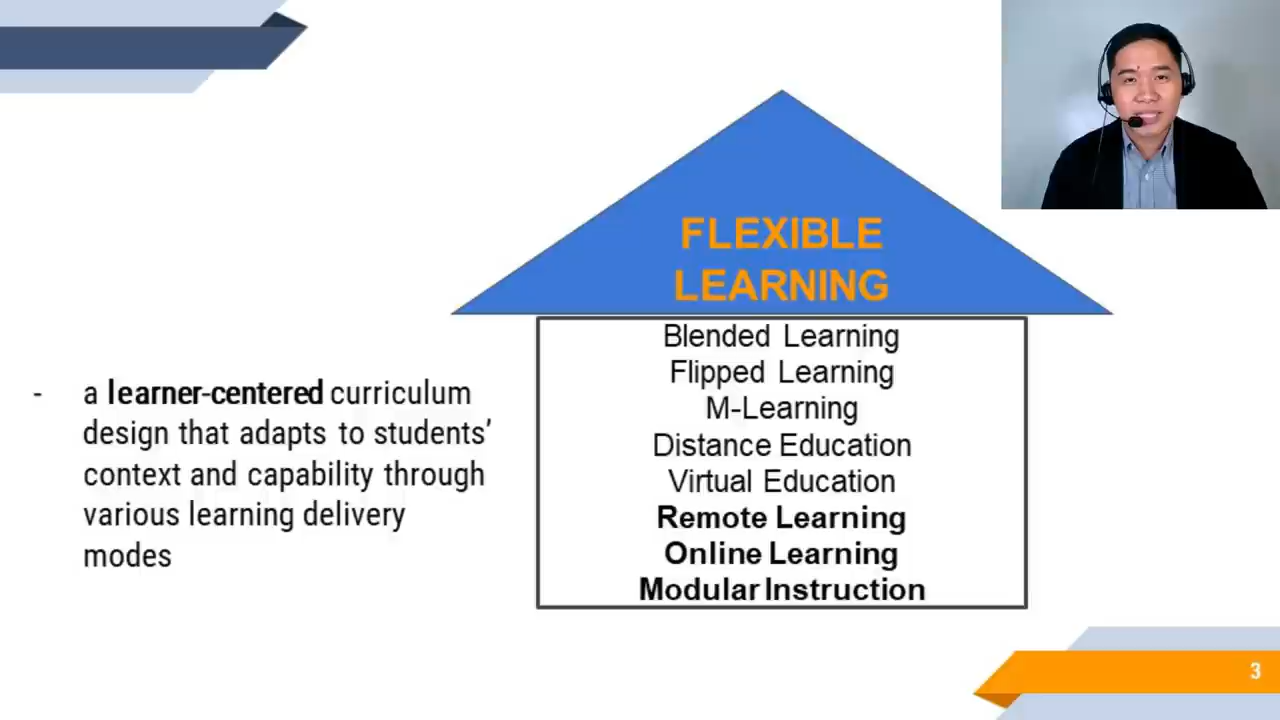 FLEXIBLE
LEARNING
Blended Learning
Flipped Learning
M-Learning
Distance Education
Virtual Education
Remote Learning
Online Learning
Modular Instruction
- a learner-centered curriculum
design that adapts to students’
context and capability through
various learning delivery
modes
3